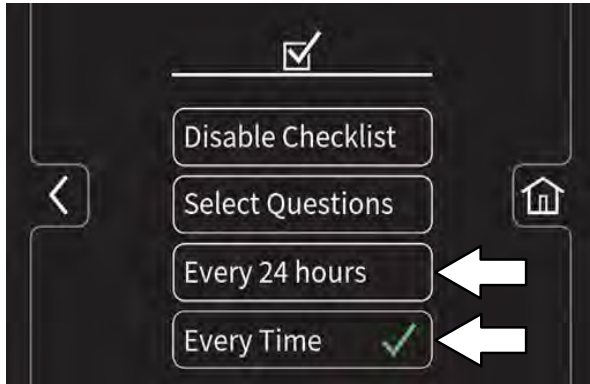 Disable Checklist
Select Questions
Every 24 hours
Every Time